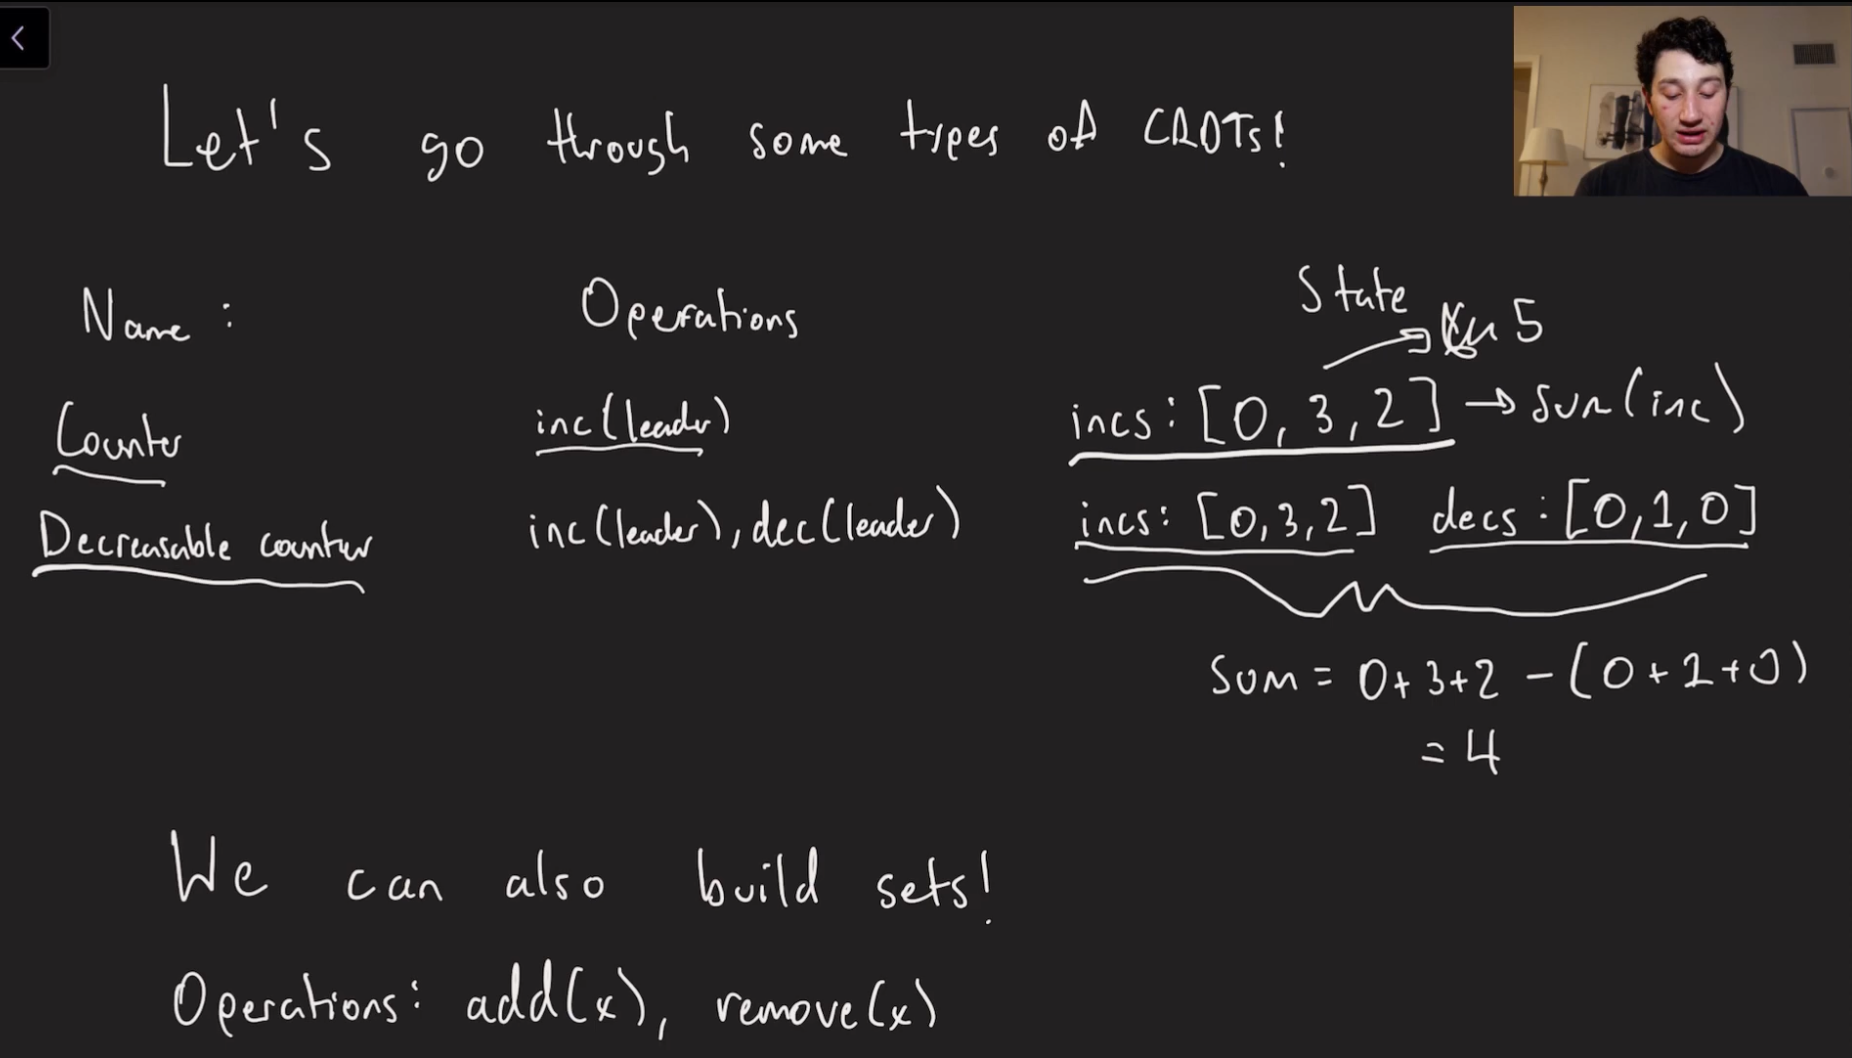 Let's go through some types of CRDTs!
Name : Operations State
5
Counter inc(leader) incs: [0, 3, 2] → sum(inc)
Decreasable counter inc(leader), dec(leader) incs: [0,3,2] decs: [0,1,0]
Sum = 0+3+2 - (0+1+0)
= 4
We can also build sets!
Operations: add(x), remove(x)